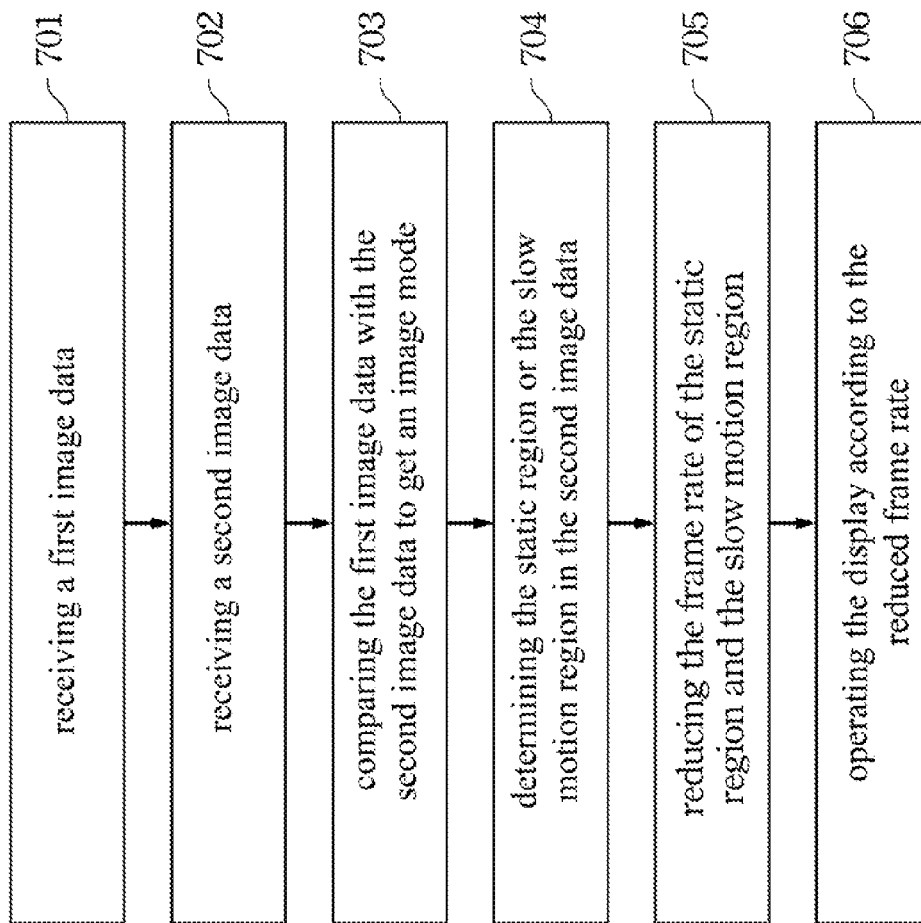 receiving a first image data
701
receiving a second image data
702
comparing the first image data with the
second image data to get an image mode
703
determining the static region or the slow
motion region in the second image data
704
reducing the frame rate of the static
region and the slow motion region
705
operating the display according to the
reduced frame rate
706